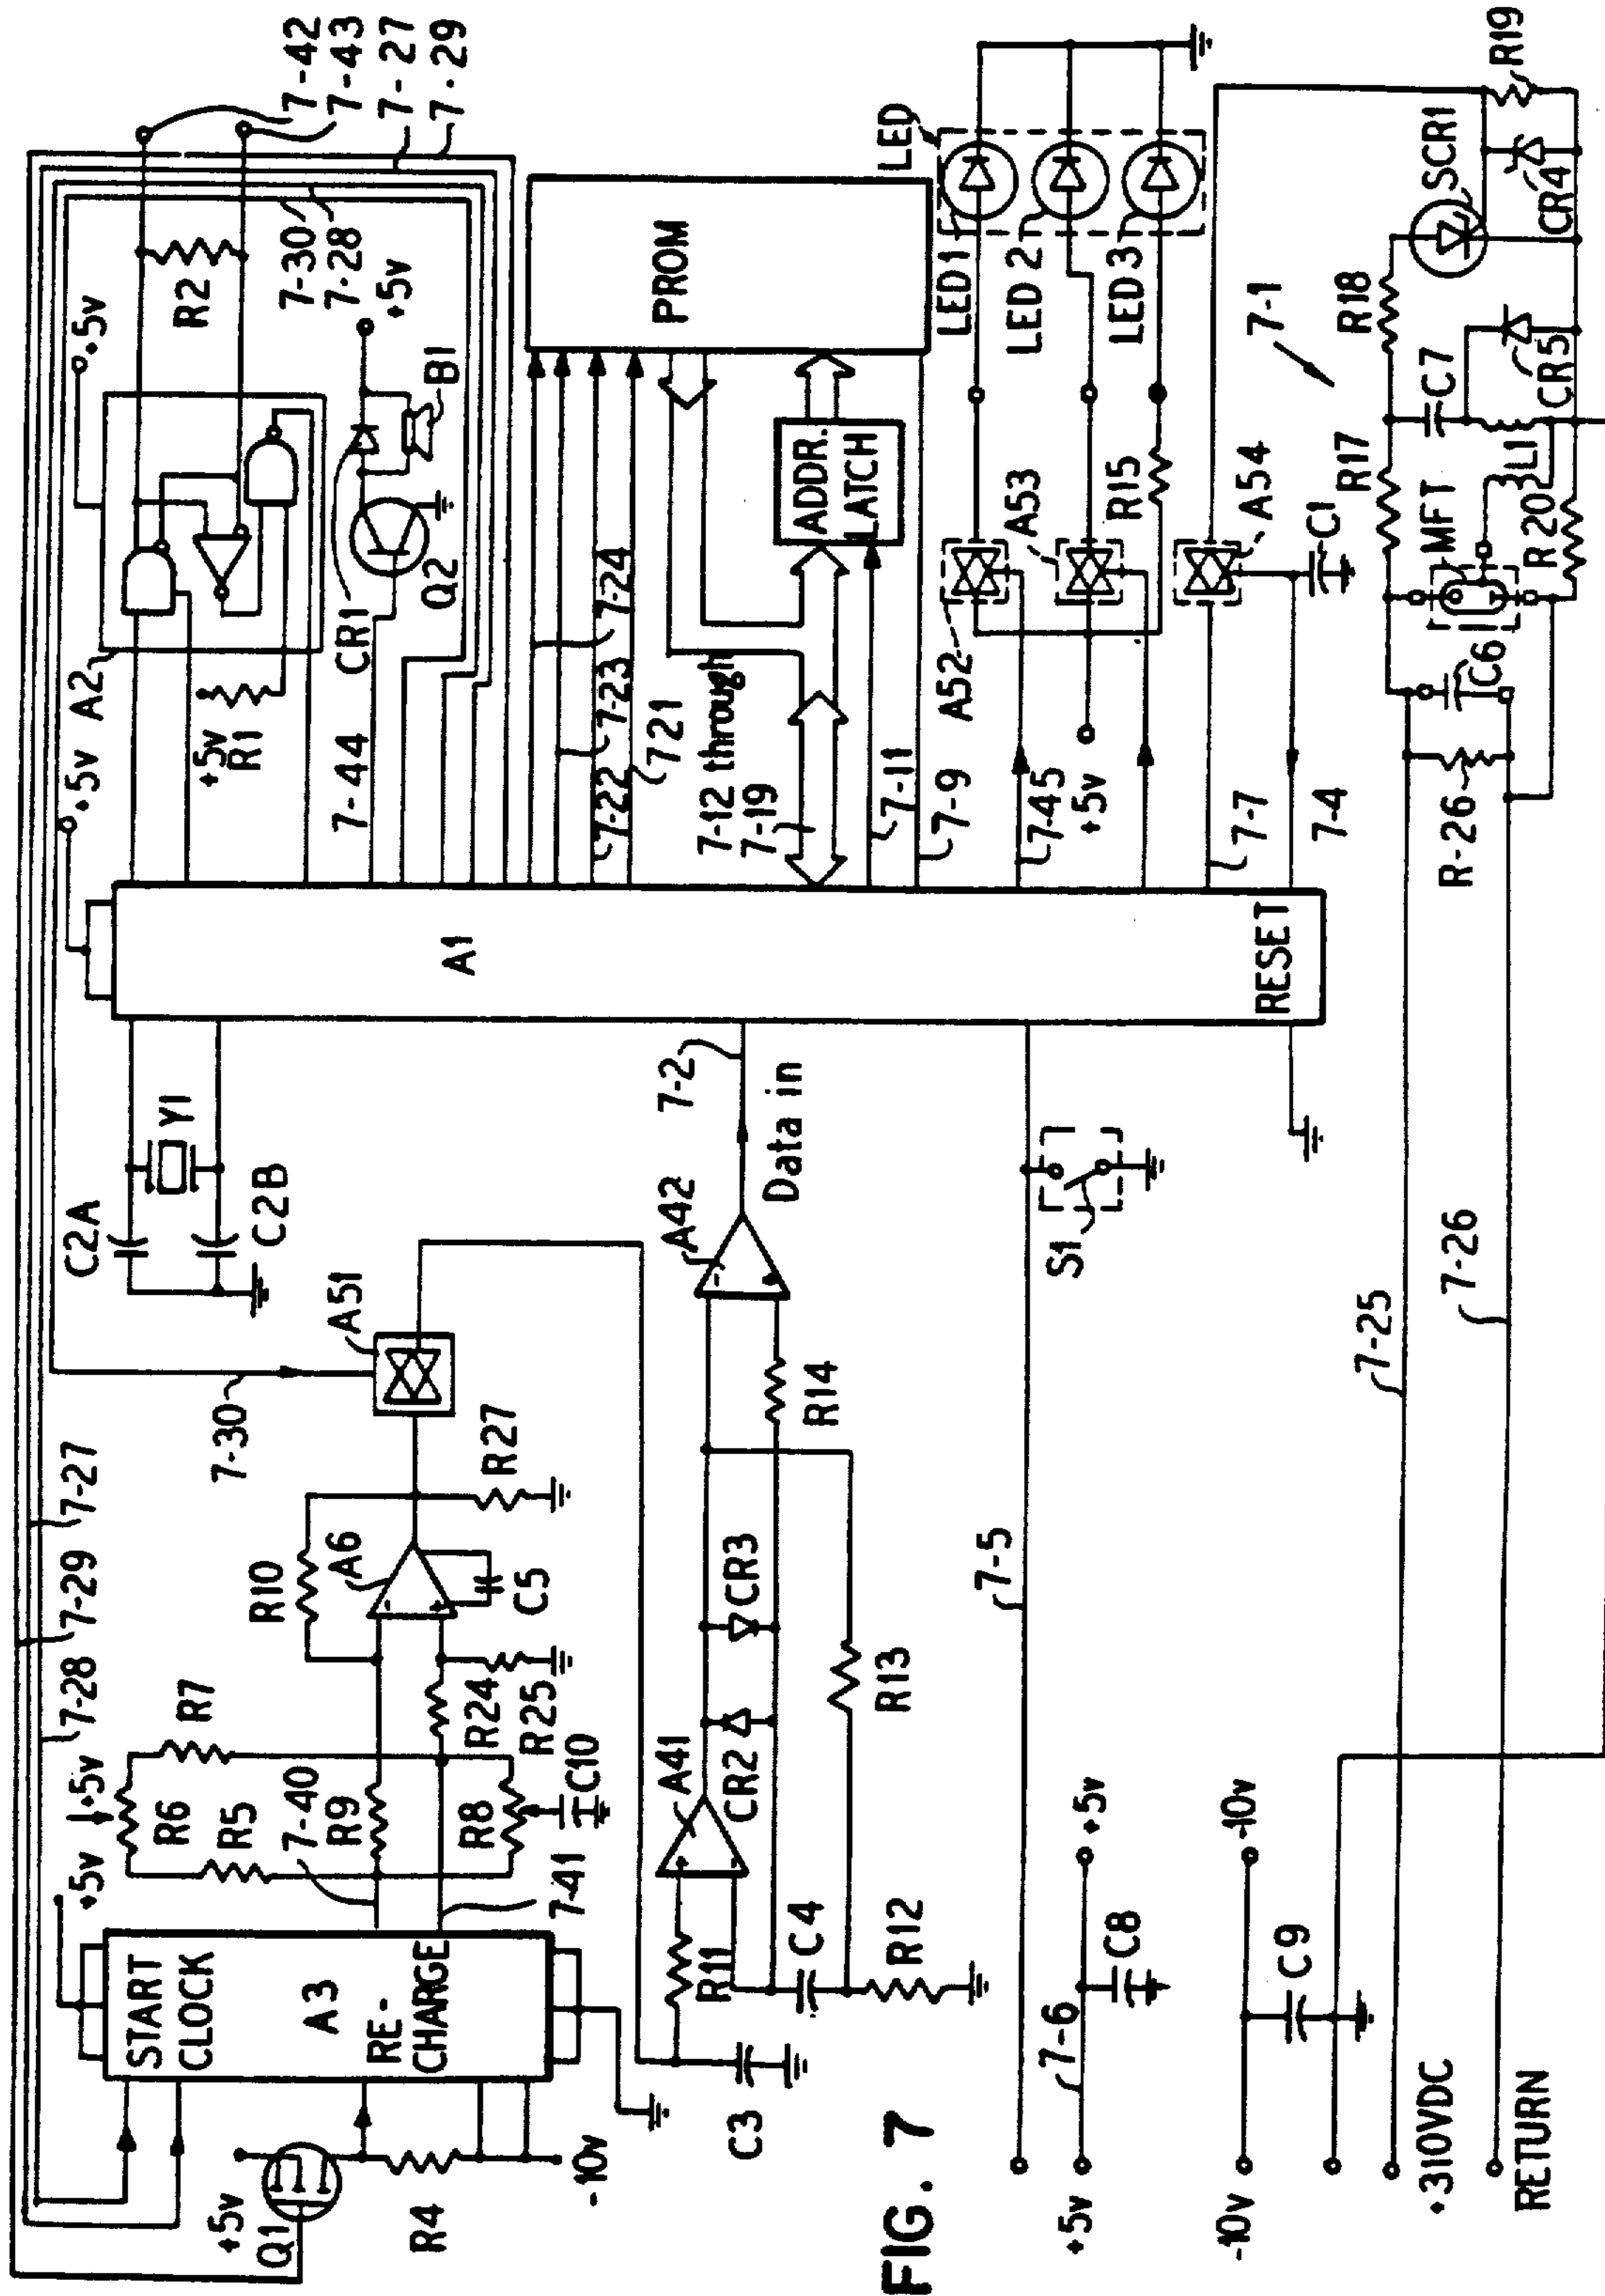 FIG. 7
7-28
7-29
7-27
+5v
+5v
+5v
Q1
R4
-10v
START
CLOCK
A3
RE-
CHARGE
R6
R5
R7
7-40
R9
R8
7-41
C10
R24
R25
R10
A6
C5
R27
7-30
A51
C2A
C2B
Y1
C3
R11
C4
R12
A41
CR2
CR3
R13
R14
A42
7-2
Data in
7-5
S1
+5v
7-6
C8
+5v
-10v
C9
-10v
+310VDC
RETURN
7-25
7-26
A1
RESET
+5v
A2
+5v
R1
+5v
R2
7-42
7-43
7-27
7-29
7-30
7-28
7-44
CR1
Q2
B1
+5v
7-24
7-23
7-22
721
7-12 through
7-19
7-11
7-9
PROM
ADDR.
LATCH
A52
A53
7-45
+5v
R15
LED
LED1
LED 2
LED 3
7-7
A54
7-4
C1
7-1
R-26
C6
MFT
R17
R18
C7
L1
R20
CR5
SCR1
CR4
R19